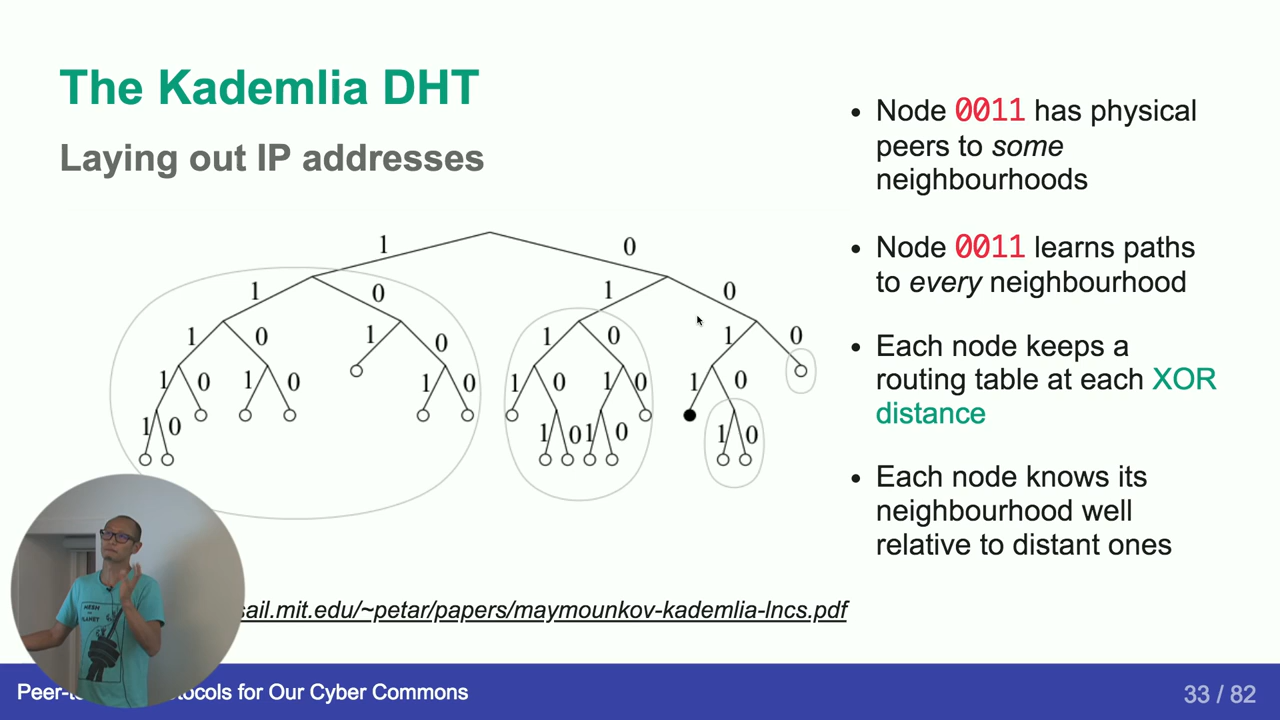 The Kademlia DHT
Laying out IP addresses
Node 0011 has physical
peers to some
neighbourhoods
Node 0011 learns paths
to every neighbourhood
Each node keeps a
routing table at each XOR
distance
Each node knows its
neighbourhood well
relative to distant ones
1 0
1 0 1 0
1 0 1 0 1 0 1 0
1 0 1 0 1 0 1 0 1 0 1 0
1 0 1 0 1 0 1 0
sail.mit.edu/~petar/papers/maymounkov-kademlia-lncs.pdf
MESH
PLANET
for Our Cyber Commons
33 / 82